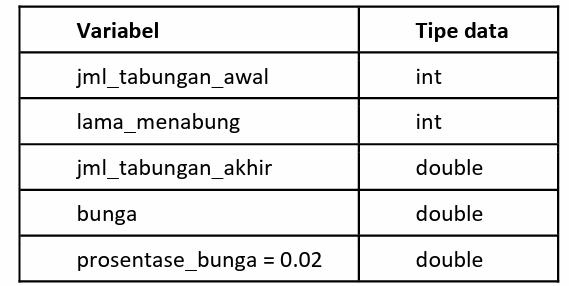 Variabel Tipe data
jml_tabungan_awal int
lama_menabung int
jml_tabungan_akhir double
bunga double
prosentase_bunga = 0.02 double